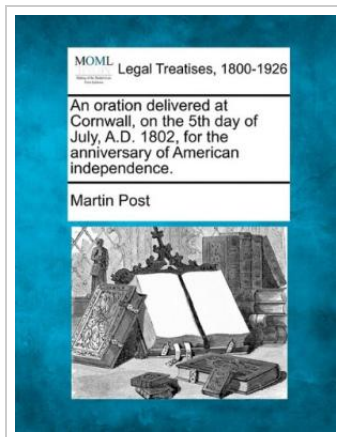 MOML Legal Treatises, 1800-1926
An oration delivered at
Cornwall, on the 5th day of
July, A.D. 1802, for the
anniversary of American
independence.
Martin Post